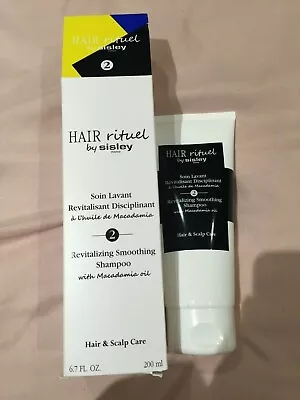 HAIR rituel
by sisley
2
HAIR rituel
by sisley
PARIS
Soin Lavant
Revitalisant Disciplinant
à L'huile de Macadamia
2
Revitalizing Smoothing
Shampoo
with Macadamia oil
Hair & Scalp Care
6.7 FL. OZ.
200 ml
HAIR rituel
by sisley
Soin Lavant
Revitalisant Disciplinant
à L'huile de Macadamia
2
Revitalizing Smoothing
Shampoo
with Macadamia oil
Hair & Scalp Care